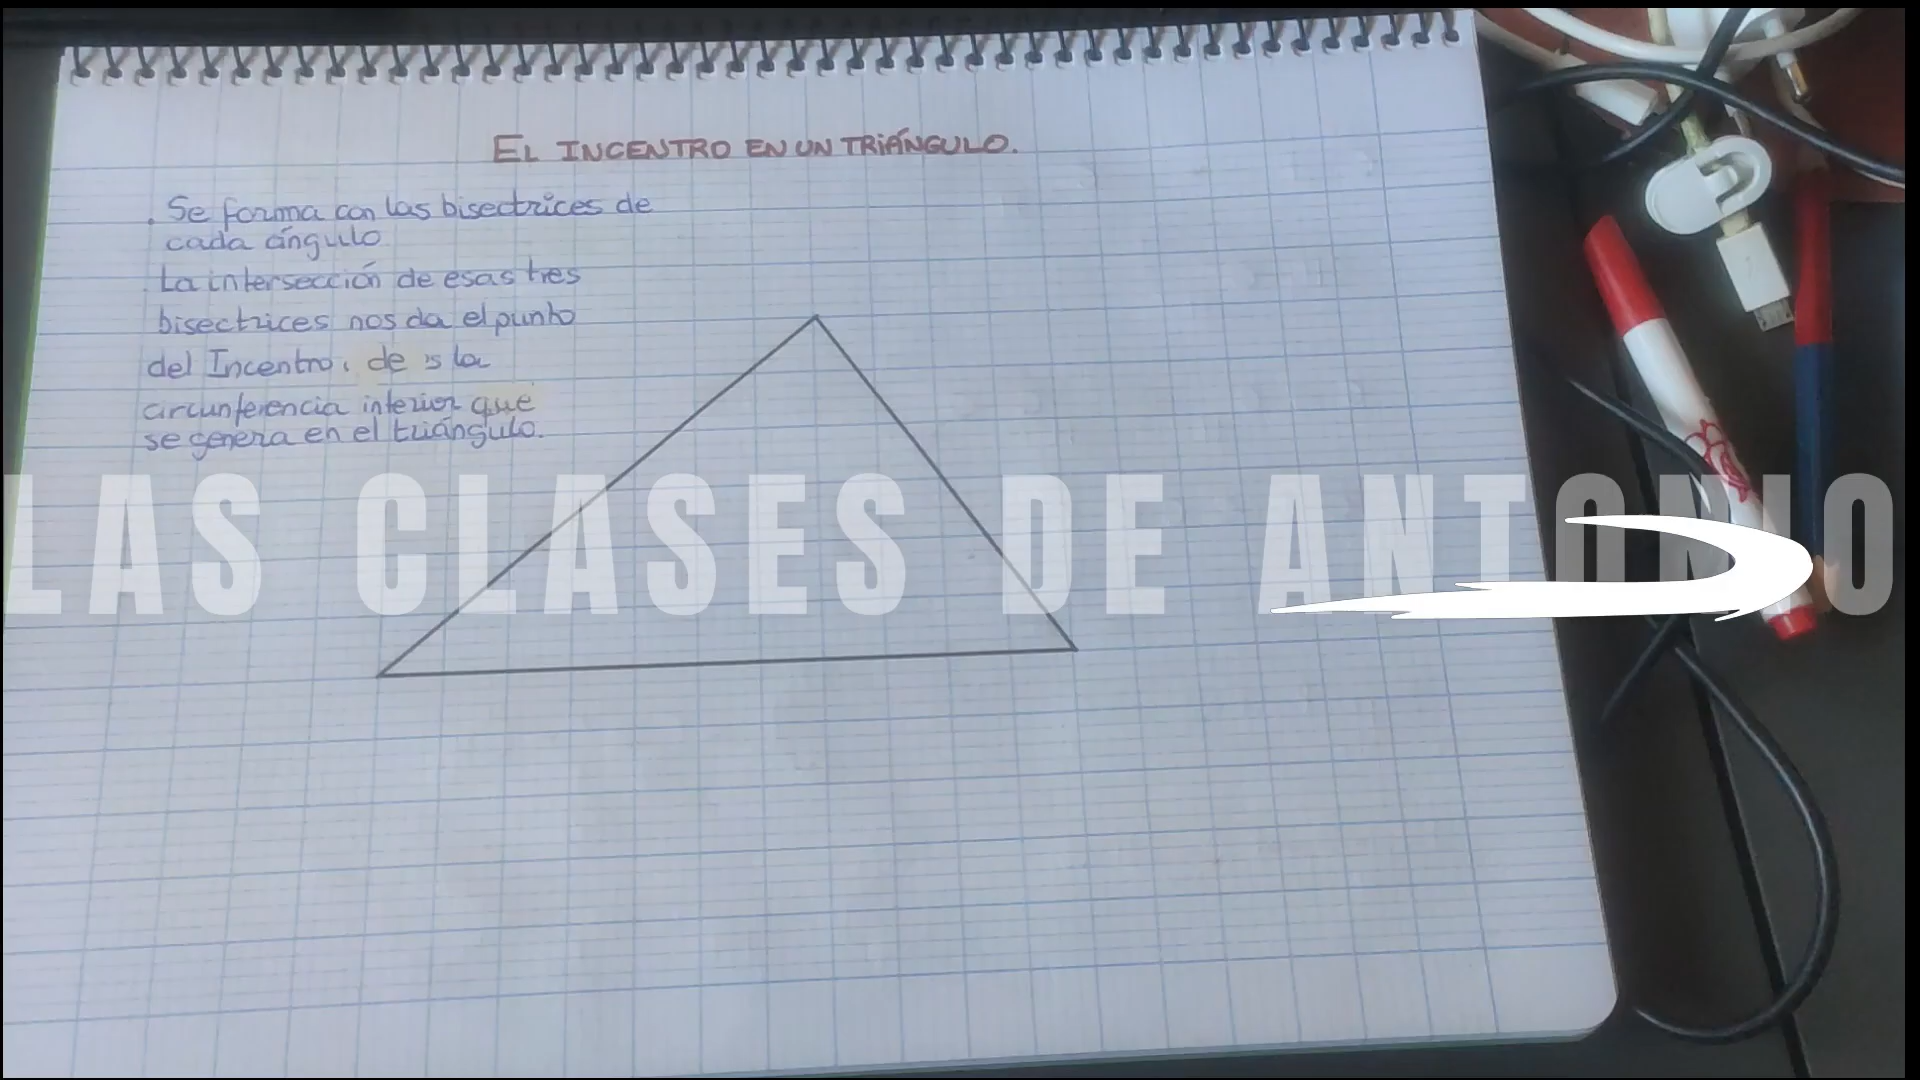 EL INCENTRO EN UN TRIÁNGULO.
. Se forma con las bisectrices de
cada ángulo
. La intersección de esas tres
bisectrices nos da el punto
del Incentro, de la
circunferencia interior que
se genera en el triángulo.
LAS CLASES DE ANTONIO